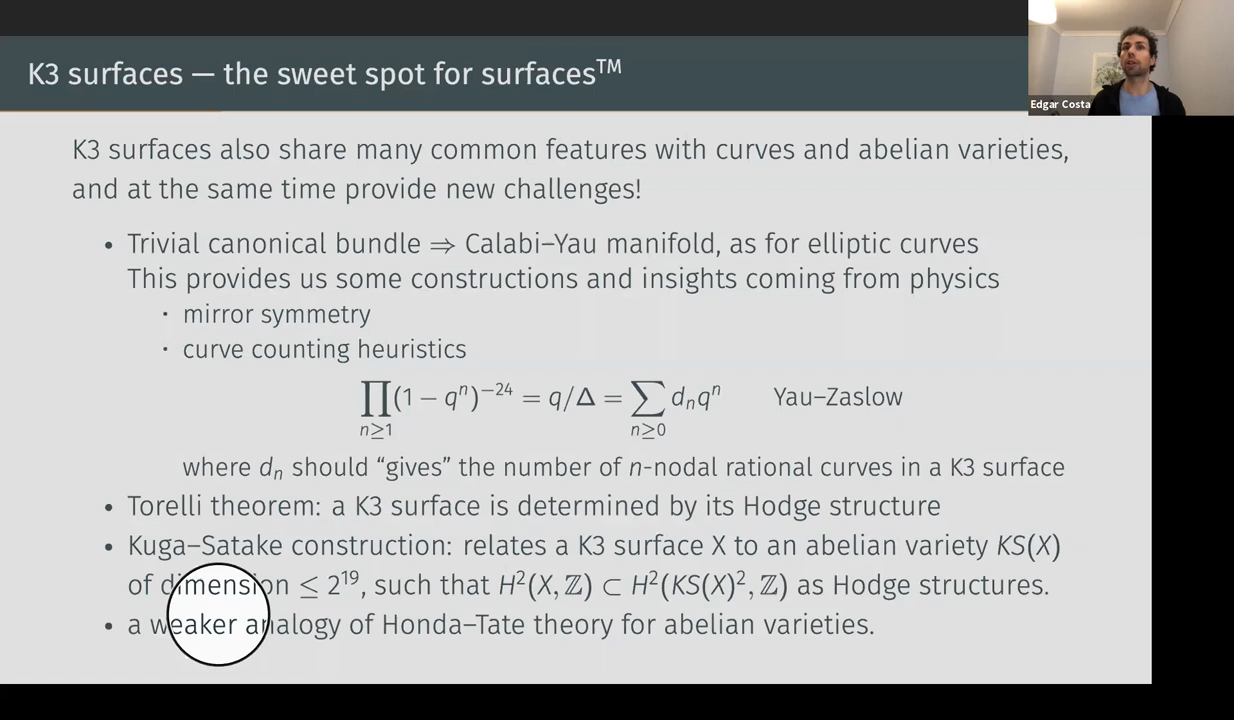 K3 surfaces — the sweet spot for surfaces™
Edgar Costa
K3 surfaces also share many common features with curves and abelian varieties,
and at the same time provide new challenges!
• Trivial canonical bundle ⇒ Calabi–Yau manifold, as for elliptic curves
This provides us some constructions and insights coming from physics
· mirror symmetry
· curve counting heuristics
∏_{n≥1}(1 − qⁿ)⁻²⁴ = q/Δ = ∑_{n≥0} dₙqⁿ Yau–Zaslow
where dₙ should “gives” the number of n-nodal rational curves in a K3 surface
• Torelli theorem: a K3 surface is determined by its Hodge structure
• Kuga–Satake construction: relates a K3 surface X to an abelian variety KS(X)
of dimension ≤ 2¹⁹, such that H²(X, ℤ) ⊂ H²(KS(X)², ℤ) as Hodge structures.
• a weaker analogy of Honda–Tate theory for abelian varieties.